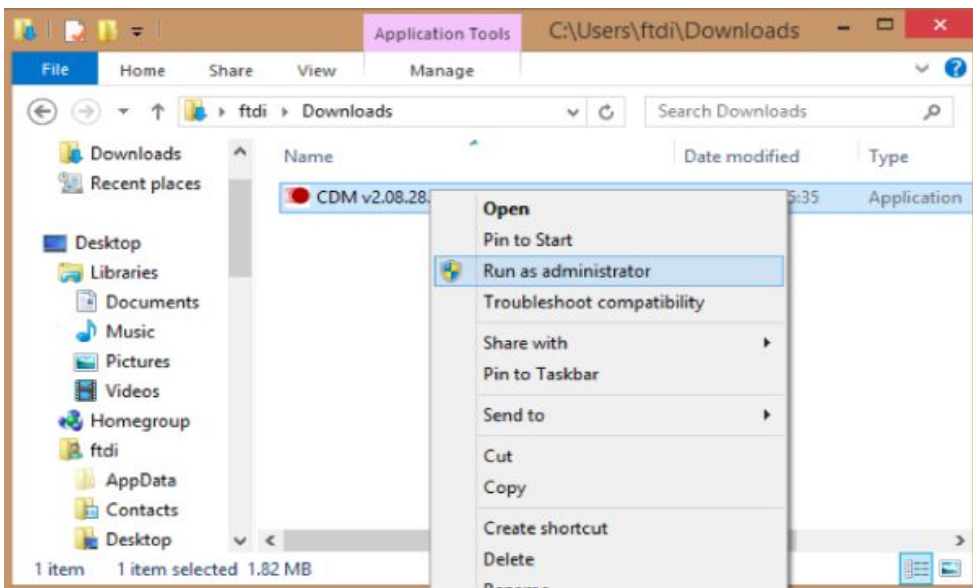 Application Tools C:\Users\ftdi\Downloads
File Home Share View Manage
ftdi Downloads Search Downloads
Downloads
Recent places
Desktop
Libraries
Documents
Music
Pictures
Videos
Homegroup
ftdi
AppData
Contacts
Desktop
Name Date modified Type
CDM v2.08.28. 5:35 Application
Open
Pin to Start
Run as administrator
Troubleshoot compatibility
Share with
Pin to Taskbar
Send to
Cut
Copy
Create shortcut
Delete
Rename
1 item 1 item selected 1.82 MB